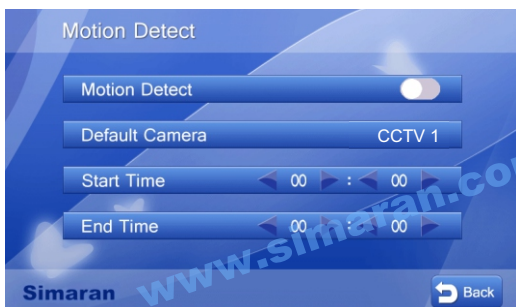 Motion Detect
Motion Detect
Default Camera CCTV 1
Start Time 00 : 00
End Time 00 : 00
www.simaran.co
Simaran Back